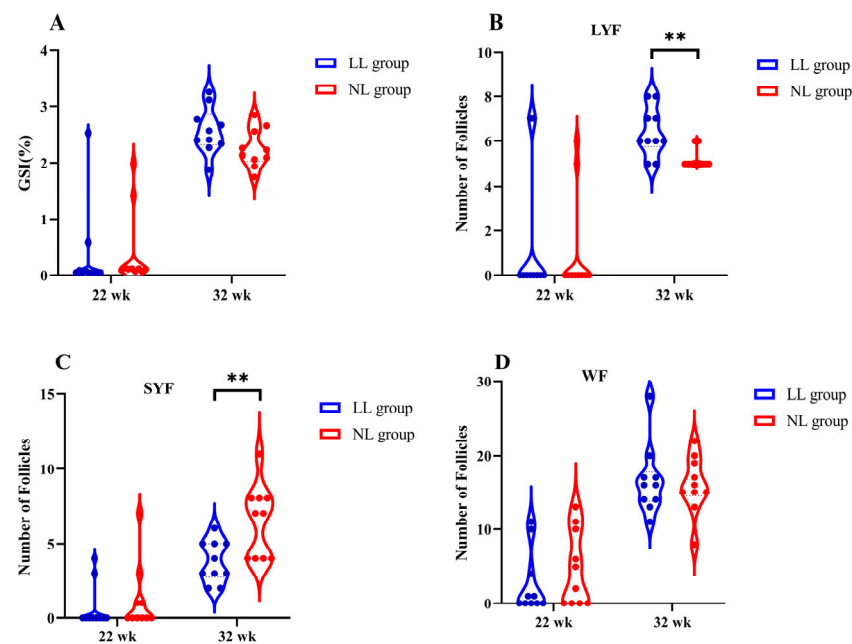 A
GSI(%)
4
3
2
1
0
22 wk
32 wk
LL group
NL group
B
LYF
**
Number of Follicles
10
8
6
4
2
0
22 wk
32 wk
LL group
NL group
C
SYF
**
Number of Follicles
15
10
5
0
22 wk
32 wk
LL group
NL group
D
WF
Number of Follicles
30
20
10
0
22 wk
32 wk
LL group
NL group